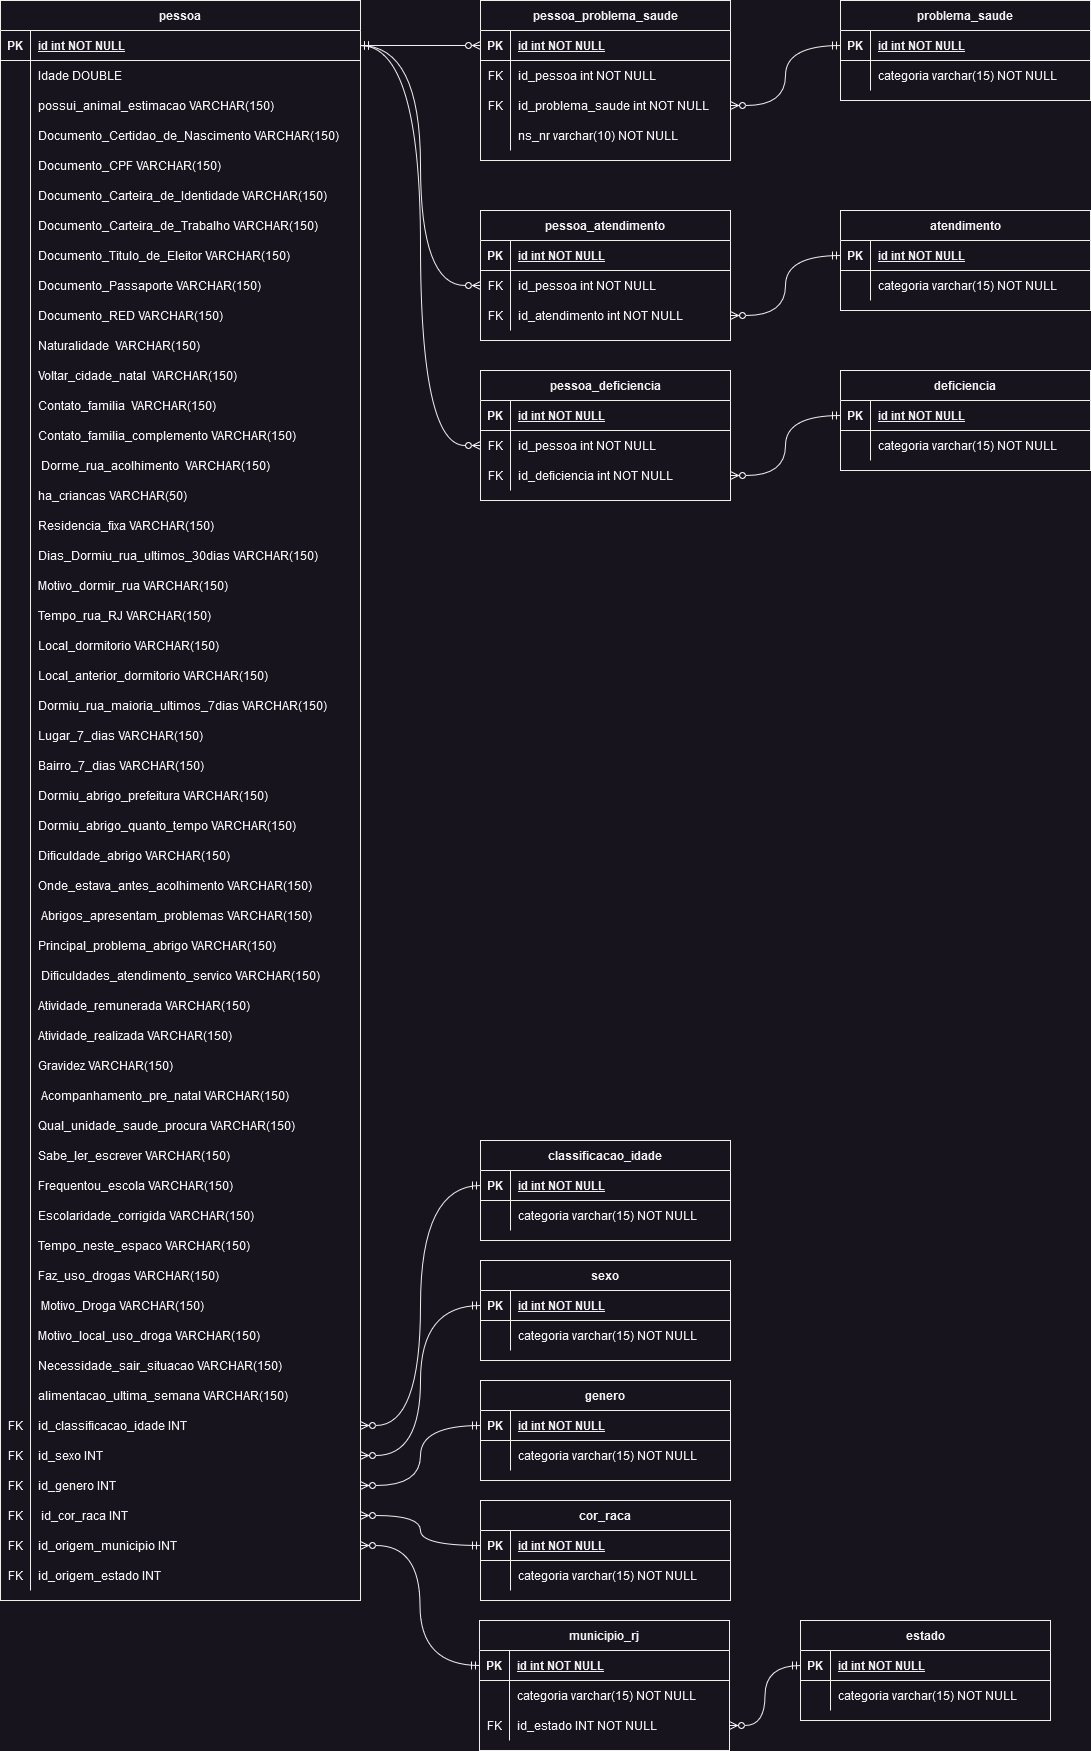 pessoa
PK id int NOT NULL
Idade DOUBLE
possui_animal_estimacao VARCHAR(150)
Documento_Certidao_de_Nascimento VARCHAR(150)
Documento_CPF VARCHAR(150)
Documento_Carteira_de_Identidade VARCHAR(150)
Documento_Carteira_de_Trabalho VARCHAR(150)
Documento_Titulo_de_Eleitor VARCHAR(150)
Documento_Passaporte VARCHAR(150)
Documento_RED VARCHAR(150)
Naturalidade VARCHAR(150)
Voltar_cidade_natal VARCHAR(150)
Contato_familia VARCHAR(150)
Contato_familia_complemento VARCHAR(150)
Dorme_rua_acolhimento VARCHAR(150)
ha_criancas VARCHAR(50)
Residencia_fixa VARCHAR(150)
Dias_Dormiu_rua_ultimos_30dias VARCHAR(150)
Motivo_dormir_rua VARCHAR(150)
Tempo_rua_RJ VARCHAR(150)
Local_dormitorio VARCHAR(150)
Local_anterior_dormitorio VARCHAR(150)
Dormiu_rua_maioria_ultimos_7dias VARCHAR(150)
Lugar_7_dias VARCHAR(150)
Bairro_7_dias VARCHAR(150)
Dormiu_abrigo_prefeitura VARCHAR(150)
Dormiu_abrigo_quanto_tempo VARCHAR(150)
Dificuldade_abrigo VARCHAR(150)
Onde_estava_antes_acolhimento VARCHAR(150)
Abrigos_apresentam_problemas VARCHAR(150)
Principal_problema_abrigo VARCHAR(150)
Dificuldades_atendimento_servico VARCHAR(150)
Atividade_remunerada VARCHAR(150)
Atividade_realizada VARCHAR(150)
Gravidez VARCHAR(150)
Acompanhamento_pre_natal VARCHAR(150)
Qual_unidade_saude_procura VARCHAR(150)
Sabe_ler_escrever VARCHAR(150)
Frequentou_escola VARCHAR(150)
Escolaridade_corrigida VARCHAR(150)
Tempo_neste_espaco VARCHAR(150)
Faz_uso_drogas VARCHAR(150)
Motivo_Droga VARCHAR(150)
Motivo_local_uso_droga VARCHAR(150)
Necessidade_sair_situacao VARCHAR(150)
alimentacao_ultima_semana VARCHAR(150)
FK id_classificacao_idade INT
FK id_sexo INT
FK id_genero INT
FK id_cor_raca INT
FK id_origem_municipio INT
FK id_origem_estado INT
pessoa_problema_saude
PK id int NOT NULL
FK id_pessoa int NOT NULL
FK id_problema_saude int NOT NULL
ns_nr varchar(10) NOT NULL
problema_saude
PK id int NOT NULL
categoria varchar(15) NOT NULL
pessoa_atendimento
PK id int NOT NULL
FK id_pessoa int NOT NULL
FK id_atendimento int NOT NULL
atendimento
PK id int NOT NULL
categoria varchar(15) NOT NULL
pessoa_deficiencia
PK id int NOT NULL
FK id_pessoa int NOT NULL
FK id_deficiencia int NOT NULL
deficiencia
PK id int NOT NULL
categoria varchar(15) NOT NULL
classificacao_idade
PK id int NOT NULL
categoria varchar(15) NOT NULL
sexo
PK id int NOT NULL
categoria varchar(15) NOT NULL
genero
PK id int NOT NULL
categoria varchar(15) NOT NULL
cor_raca
PK id int NOT NULL
categoria varchar(15) NOT NULL
municipio_rj
PK id int NOT NULL
categoria varchar(15) NOT NULL
FK id_estado INT NOT NULL
estado
PK id int NOT NULL
categoria varchar(15) NOT NULL